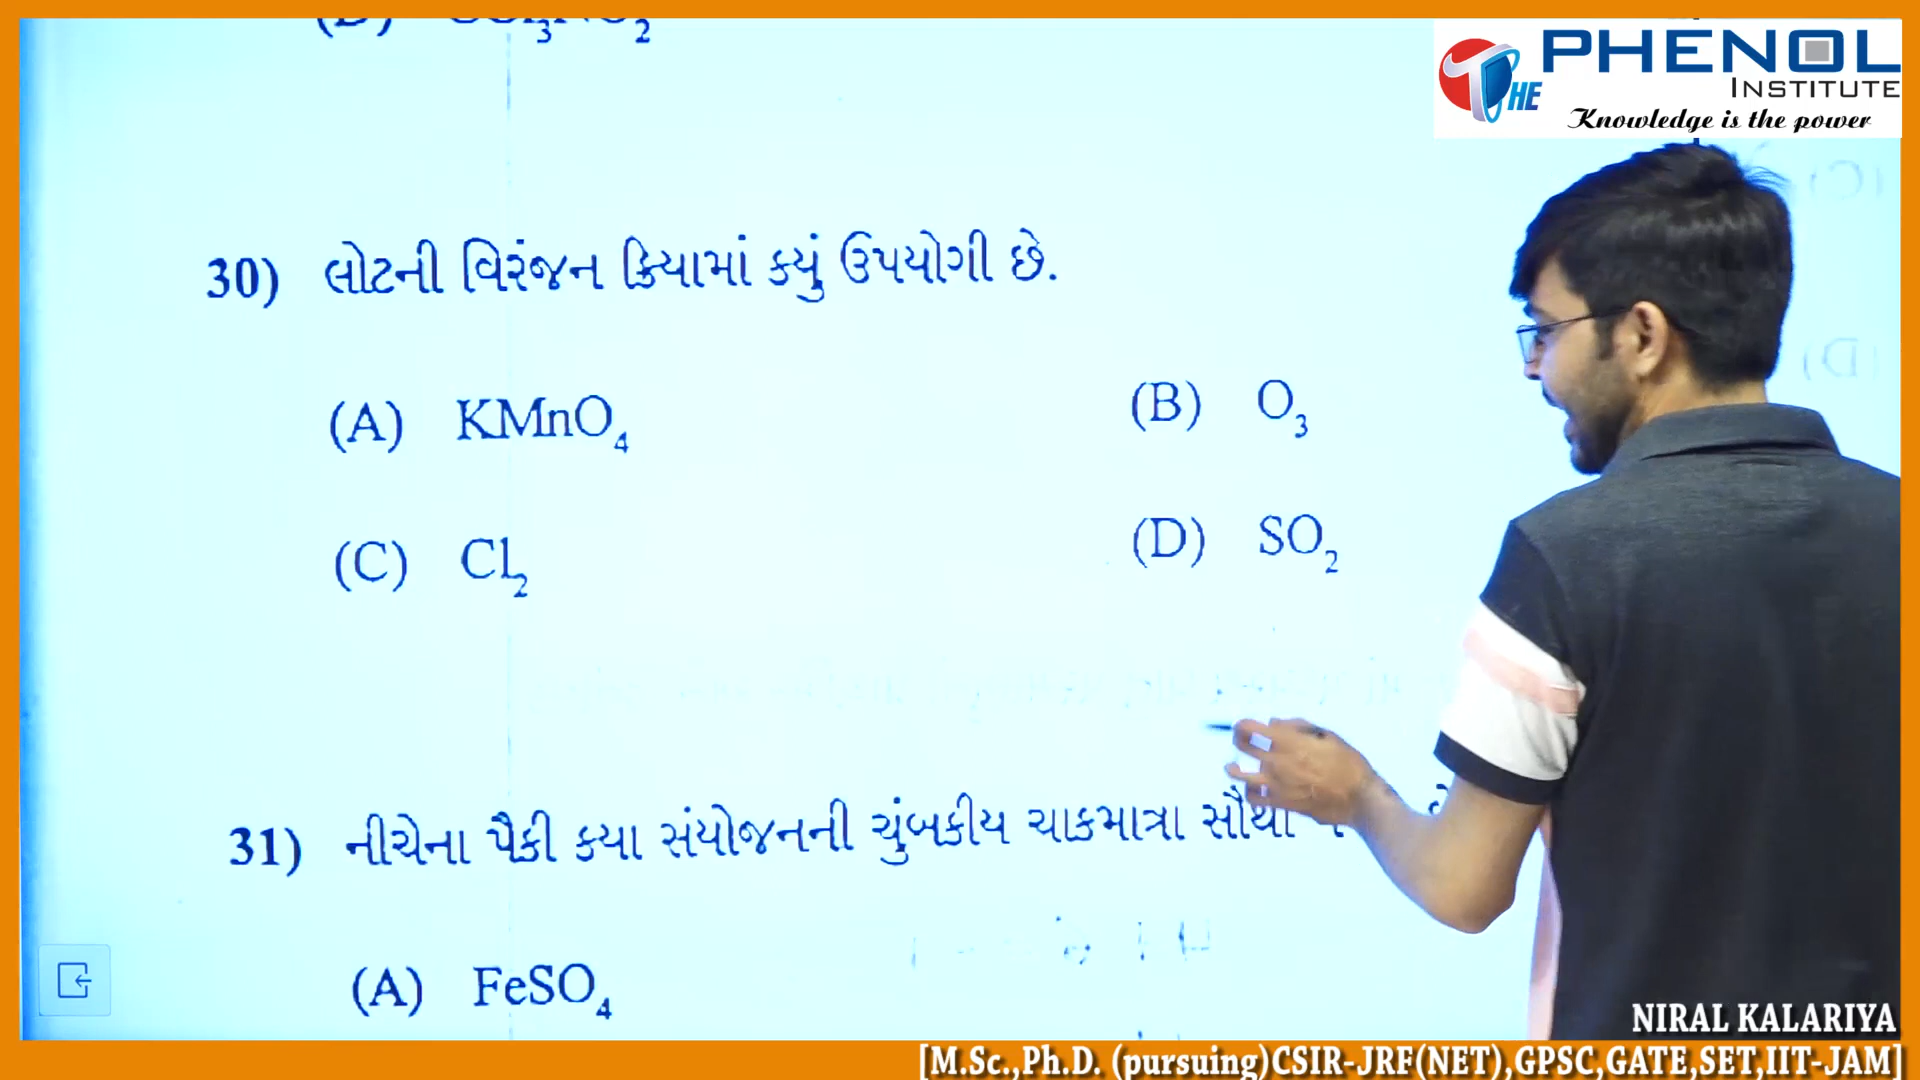 PHENOL
HE
INSTITUTE
Knowledge is the power
30) લોટની વિરંજન ક્રિયામાં કયું ઉપયોગી છે.
(A) KMnO₄
(B) O₃
(C) Cl₂
(D) SO₂
31) નીચેના પૈકી કયા સંયોજનની ચુંબકીય ચાકમાત્રા
(A) FeSO₄
NIRAL KALARIYA
[M.Sc.,Ph.D. (pursuing)CSIR-JRF(NET),GPSC,GATE,SET,IIT-JAM]